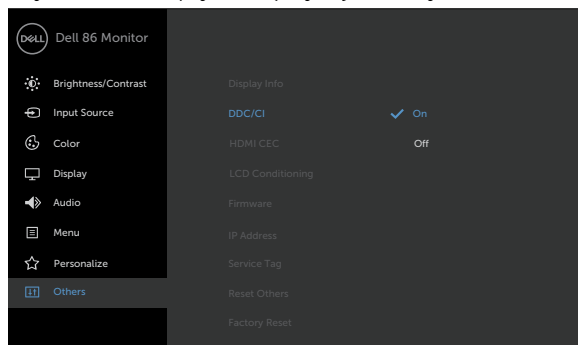 DELL Dell 86 Monitor
Brightness/Contrast
Display Info
Input Source
DDC/CI
On
Color
HDMI CEC
Off
Display
LCD Conditioning
Audio
Firmware
Menu
IP Address
Personalize
Service Tag
Others
Reset Others
Factory Reset